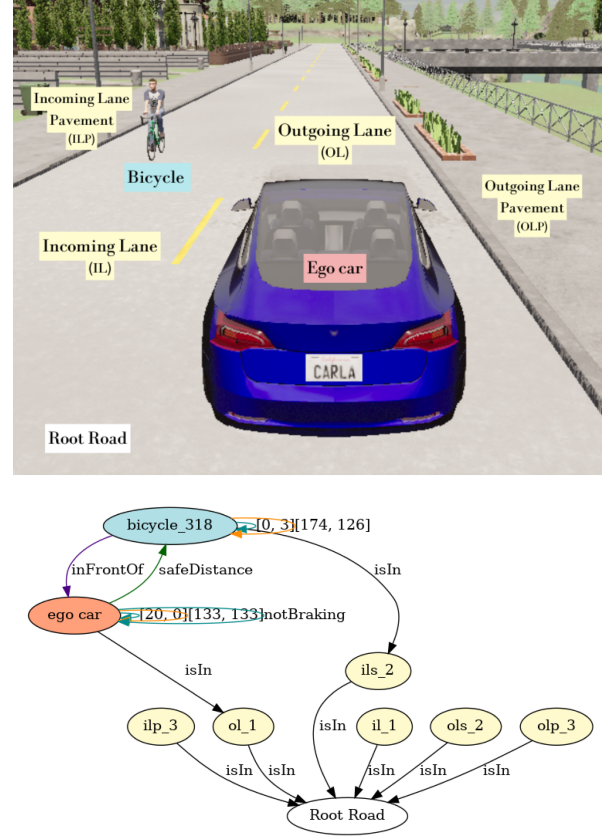 Incoming Lane
Pavement
(ILP)
Bicycle
Outgoing Lane
(OL)
Outgoing Lane
Pavement
(OLP)
Incoming Lane
(IL)
Ego car
CARLA
Root Road
bicycle_318
[0, 3][174, 126]
inFrontOf
safeDistance
isIn
ego car
[20, 0][133, 133]notBraking
isIn
ils_2
ilp_3
ol_1
isIn
il_1
ols_2
olp_3
isIn
isIn
isIn
isIn
isIn
Root Road